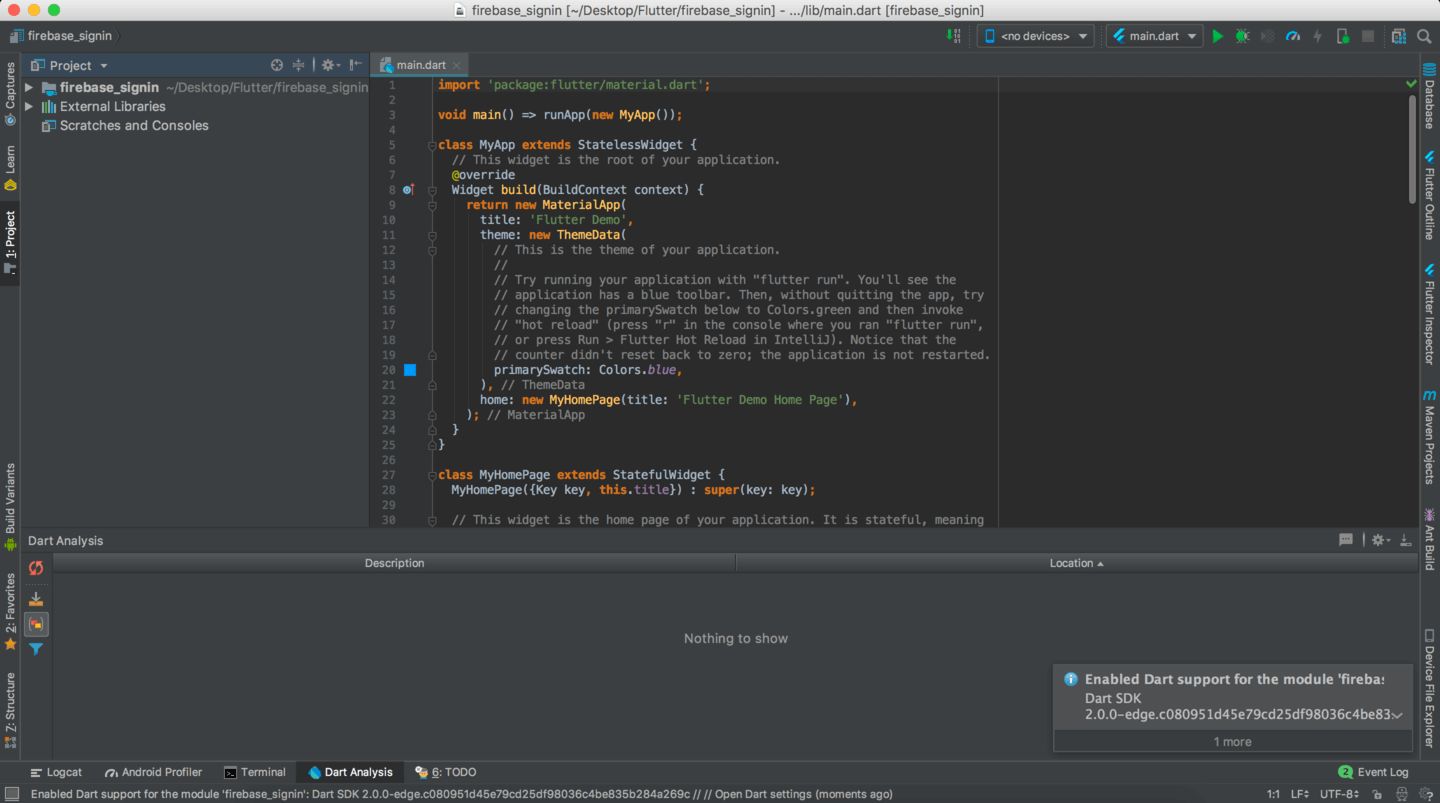 firebase_signin [~/Desktop/Flutter/firebase_signin] - .../lib/main.dart [firebase_signin]
firebase_signin
<no devices>
main.dart
Captures
Learn
1: Project
Build Variants
2: Favorites
Z: Structure
Project
firebase_signin ~/Desktop/Flutter/firebase_signin
External Libraries
Scratches and Consoles
main.dart
1 import 'package:flutter/material.dart';
2
3 void main() => runApp(new MyApp());
4
5 class MyApp extends StatelessWidget {
6 // This widget is the root of your application.
7 @override
8 Widget build(BuildContext context) {
9 return new MaterialApp(
10 title: 'Flutter Demo',
11 theme: new ThemeData(
12 // This is the theme of your application.
13 //
14 // Try running your application with "flutter run". You'll see the
15 // application has a blue toolbar. Then, without quitting the app, try
16 // changing the primarySwatch below to Colors.green and then invoke
17 // "hot reload" (press "r" in the console where you ran "flutter run",
18 // or press Run > Flutter Hot Reload in IntelliJ). Notice that the
19 // counter didn't reset back to zero; the application is not restarted.
20 primarySwatch: Colors.blue,
21 ), // ThemeData
22 home: new MyHomePage(title: 'Flutter Demo Home Page'),
23 ); // MaterialApp
24 }
25 }
26
27 class MyHomePage extends StatefulWidget {
28 MyHomePage({Key key, this.title}) : super(key: key);
29
30 // This widget is the home page of your application. It is stateful, meaning
Database
Flutter Outline
Flutter Inspector
Maven Projects
Ant Build
Device File Explorer
Dart Analysis
Description
Location
Nothing to show
Enabled Dart support for the module 'fireba:
Dart SDK
2.0.0-edge.c080951d45e79cd25df98036c4be83:
1 more
Logcat
Android Profiler
Terminal
Dart Analysis
6: TODO
2 Event Log
Enabled Dart support for the module 'firebase_signin': Dart SDK 2.0.0-edge.c080951d45e79cd25df98036c4be835b284a269c // // Open Dart settings (moments ago)
1:1 LF UTF-8